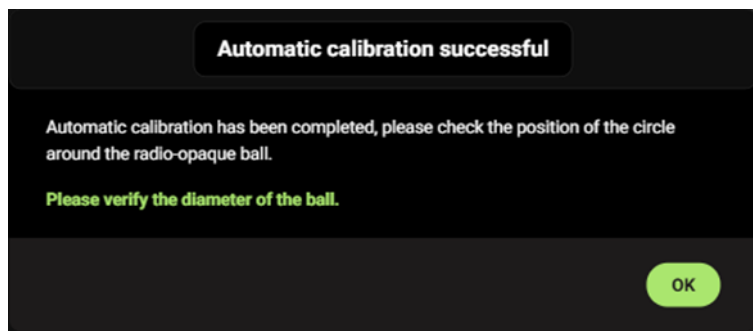 Automatic calibration successful
Automatic calibration has been completed, please check the position of the circle
around the radio-opaque ball.
Please verify the diameter of the ball.
OK